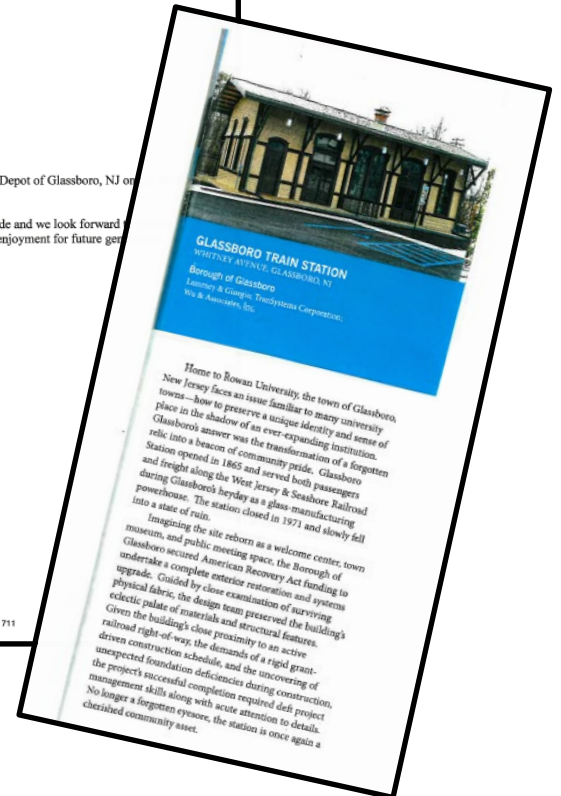 Depot of Glassboro, NJ on
de and we look forward t
enjoyment for future gen
711
GLASSBORO TRAIN STATION
WHITNEY AVENUE, GLASSBORO, NJ
Borough of Glassboro
Lammey & Giorgio, TranSystems Corporation,
Wu & Associates, Inc.
Home to Rowan University, the town of Glassboro,
New Jersey faces an issue familiar to many university
towns—how to preserve a unique identity and sense of
place in the shadow of an ever-expanding institution.
Glassboro's answer was the transformation of a forgotten
relic into a beacon of community pride. Glassboro
Station opened in 1865 and served both passengers
and freight along the West Jersey & Seashore Railroad
during Glassboro's heyday as a glass-manufacturing
powerhouse. The station closed in 1971 and slowly fell
into a state of ruin.
Imagining the site reborn as a welcome center, town
museum, and public meeting space, the Borough of
Glassboro secured American Recovery Act funding to
undertake a complete exterior restoration and systems
upgrade. Guided by close examination of surviving
physical fabric, the design team preserved the building's
eclectic palate of materials and structural features.
Given the building's close proximity to an active
railroad right-of-way, the demands of a rigid grant-
driven construction schedule, and the uncovering of
unexpected foundation deficiencies during construction,
the project's successful completion required deft project
management skills along with acute attention to details.
No longer a forgotten eyesore, the station is once again a
cherished community asset.